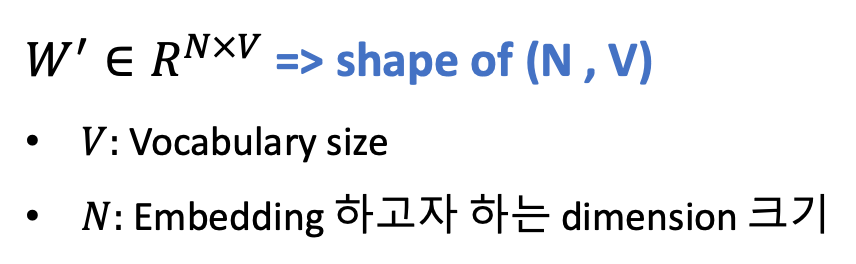 W′ ∈ R^{N×V} => shape of (N , V)
• V: Vocabulary size
• N: Embedding 하고자 하는 dimension 크기